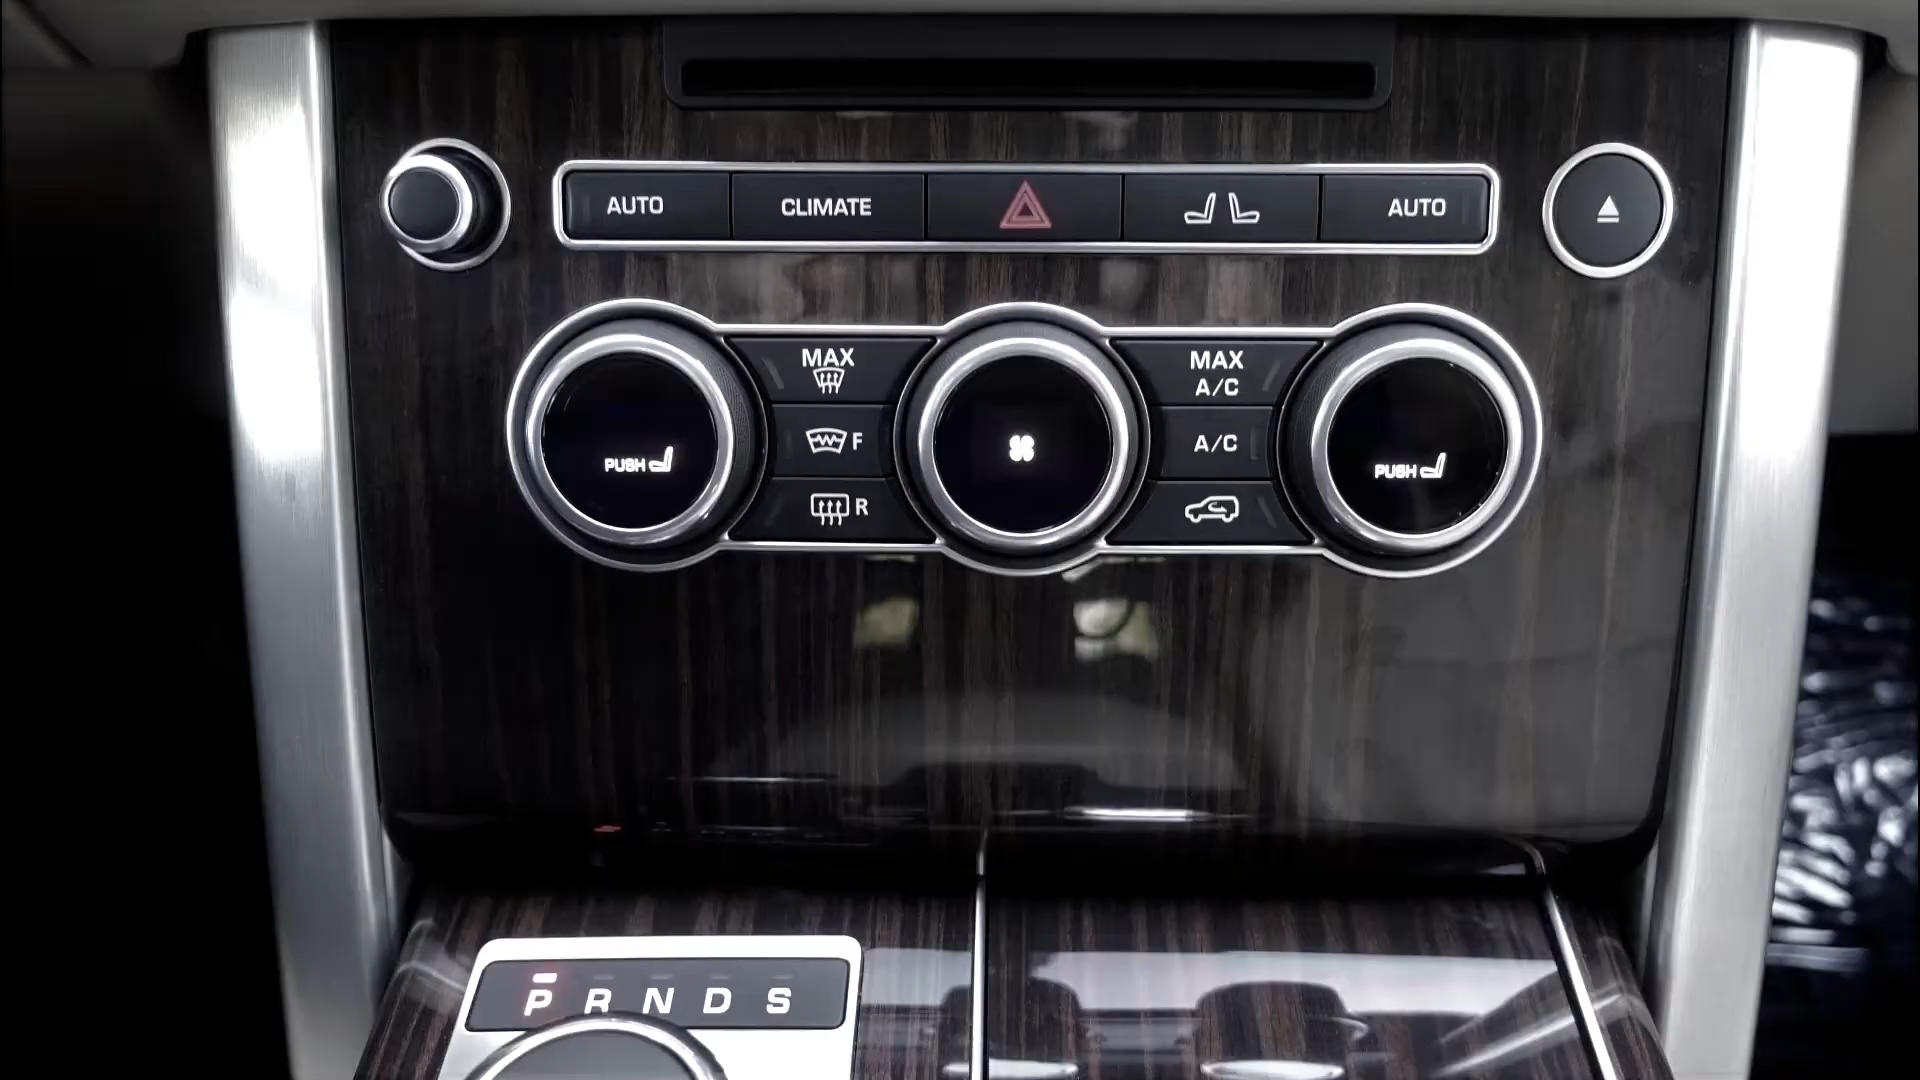 AUTO CLIMATE AUTO
MAX
MAX
A/C
F
A/C
R
PUSH
PUSH
P R N D S